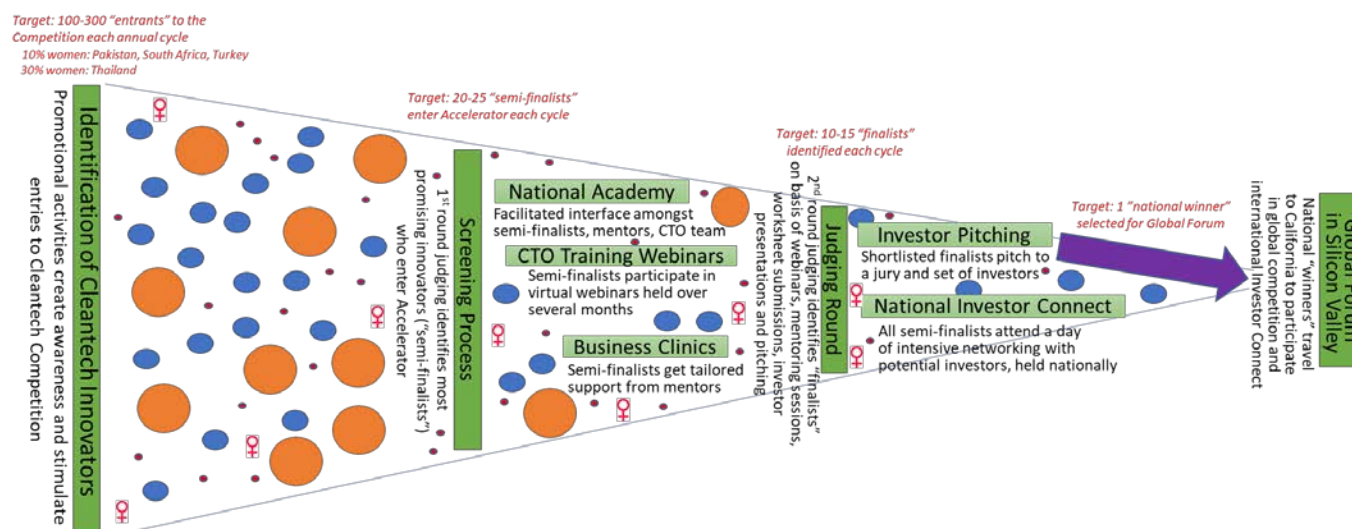 Target: 100-300 “entrants” to the
Competition each annual cycle
10% women: Pakistan, South Africa, Turkey
30% women: Thailand
Identification of Cleantech Innovators
Promotional activities create awareness and stimulate
entries to Cleantech Competition
Target: 20-25 “semi-finalists”
enter Accelerator each cycle
Screening Process
1st round judging identifies most
promising innovators (“semi-finalists”)
who enter Accelerator
National Academy
Facilitated interface amongst
semi-finalists, mentors, CTO team
CTO Training Webinars
Semi-finalists participate in
virtual webinars held over
several months
Business Clinics
Semi-finalists get tailored
support from mentors
Target: 10-15 “finalists”
identified each cycle
Judging Round
2nd round judging identifies “finalists”
on basis of webinars, mentoring sessions,
worksheet submissions, investor
presentations and pitching
Investor Pitching
Shortlisted finalists pitch to
a jury and set of investors
National Investor Connect
All semi-finalists attend a day
of intensive networking with
potential investors, held nationally
Target: 1 “national winner”
selected for Global Forum
Global Forum
in Silicon Valley
National “winners” travel
to California to participate
in global competition and
international Investor Connect